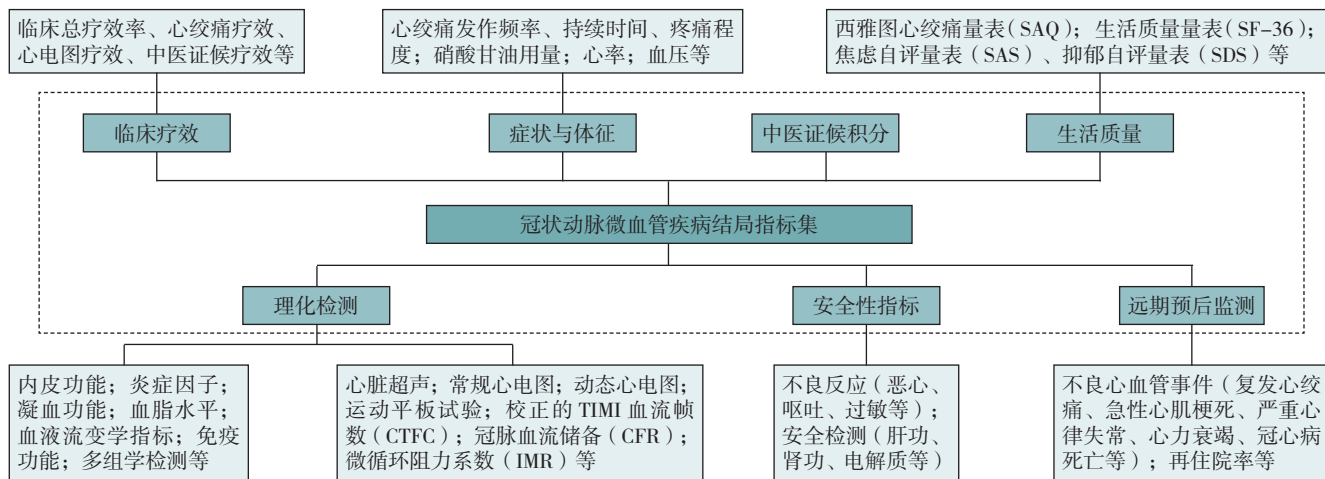 临床总疗效率、心绞痛疗效、
心电图疗效、中医证候疗效等
心绞痛发作频率、持续时间、疼痛程
度；硝酸甘油用量；心率；血压等
西雅图心绞痛量表（SAQ）；生活质量量表（SF-36）；
焦虑自评量表（SAS）、抑郁自评量表（SDS）等
临床疗效
症状与体征
中医证候积分
生活质量
冠状动脉微血管疾病结局指标集
理化检测
安全性指标
远期预后监测
内皮功能；炎症因子；
凝血功能；血脂水平；
血液流变学指标；免疫
功能；多组学检测等
心脏超声；常规心电图；动态心电图；
运动平板试验；校正的 TIMI 血流帧
数（CTFC）；冠脉血流储备（CFR）；
微循环阻力系数（IMR）等
不良反应（恶心、
呕吐、过敏等）；
安全检测（肝功、
肾功、电解质等）
不良心血管事件（复发心绞
痛、急性心肌梗死、严重心
律失常、心力衰竭、冠心病
死亡等）；再住院率等